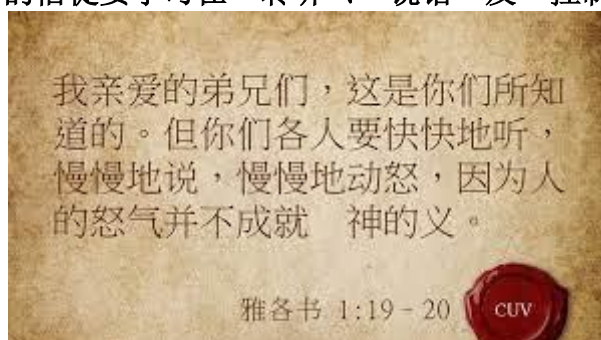 我亲爱的弟兄们，这是你们所知
道的。但你们各人要快快地听，
慢慢地说，慢慢地动怒，因为人
的怒气并不成就　神的义。
雅各书 1:19-20
CUV